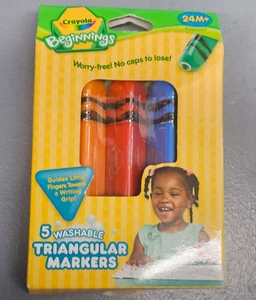 Crayola
24M+
Beginnings
Worry-free! No caps to lose!
Guides Little
Fingers Toward
a Writing
Grip!
5 WASHABLE
TRIANGULAR
MARKERS